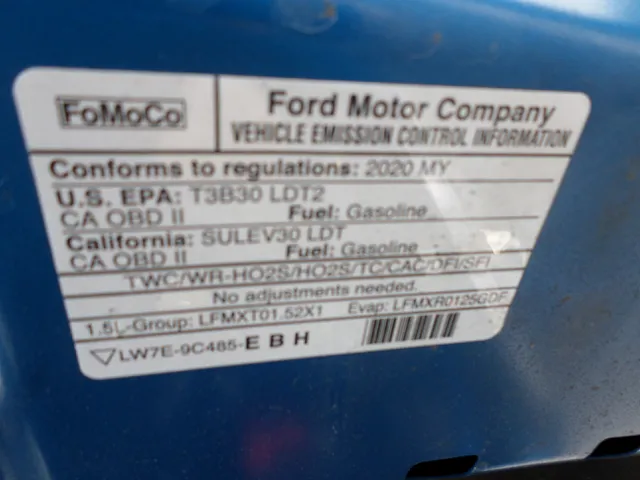 FoMoCo
Ford Motor Company
VEHICLE EMISSION CONTROL INFORMATION
Conforms to regulations: 2020 MY
U.S. EPA: T3B30 LDT2
CA OBD II Fuel: Gasoline
California: SULEV30 LDT
CA OBD II Fuel: Gasoline
TWC/WR-HO2S/HO2S/TC/CAC/DFI/SFI
No adjustments needed.
1.5L-Group: LFMXT01.52X1 Evap: LFMXR0125GDF
LW7E-9C485-E B H